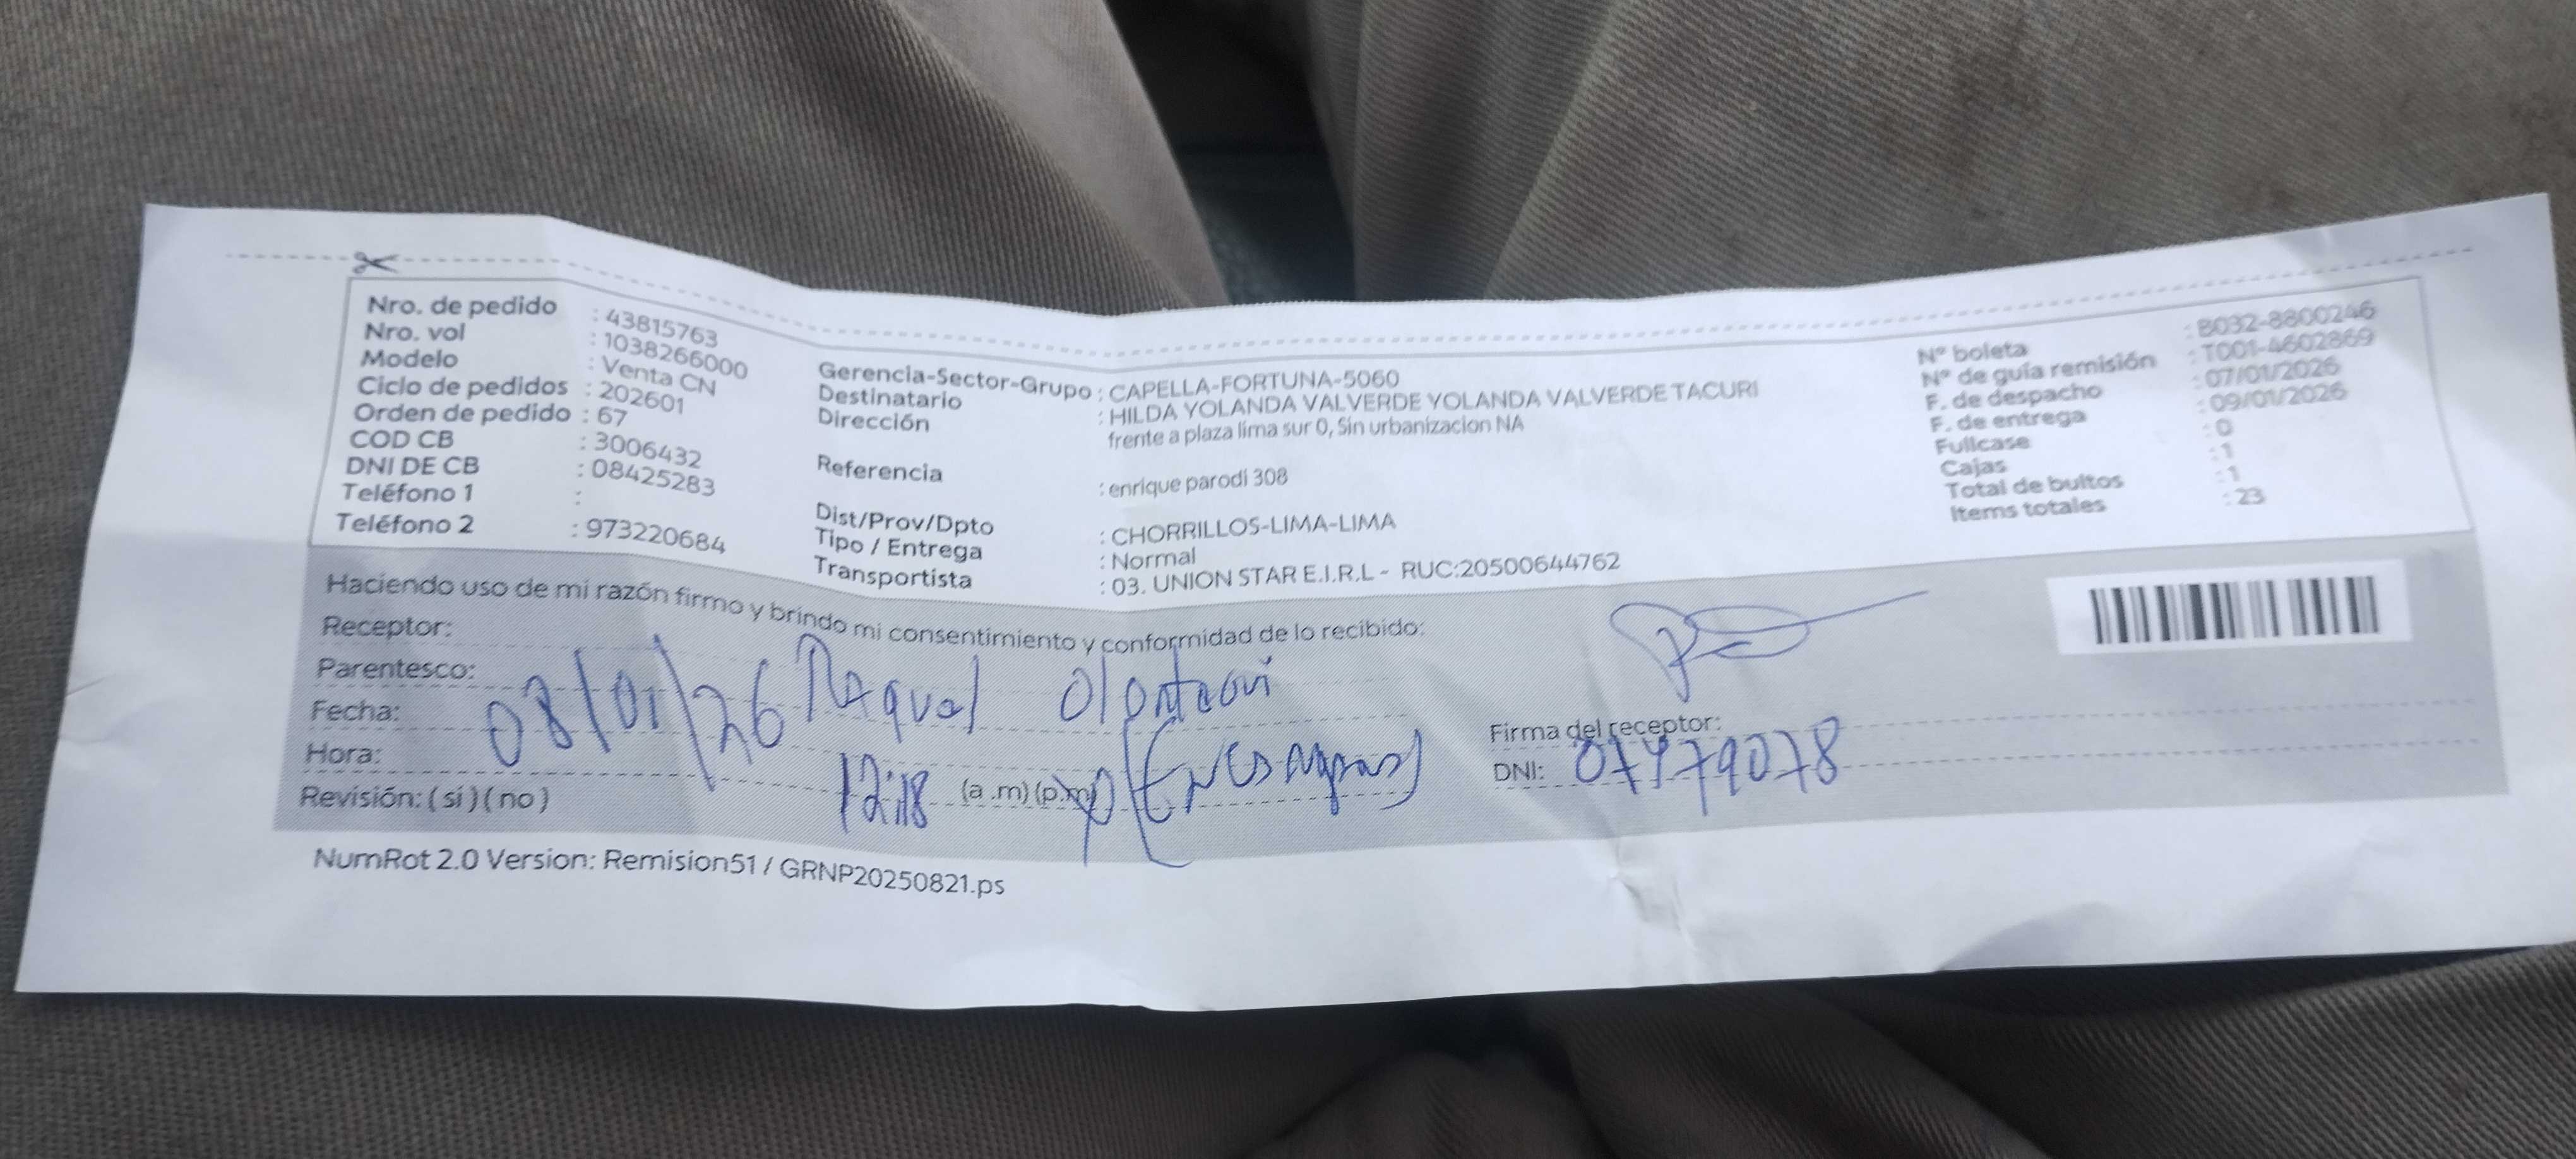 Nro. de pedido : 43815763
Nro. vol : 1038266000
Modelo : Venta CN
Ciclo de pedidos : 202601
Orden de pedido : 67
COD CB : 3006432
DNI DE CB : 08425283
Teléfono 1 :
Teléfono 2 : 973220684
Gerencia-Sector-Grupo : CAPELLA-FORTUNA-5060
Destinatario : HILDA YOLANDA VALVERDE YOLANDA VALVERDE TACURI
Dirección frente a plaza lima sur 0, Sin urbanizacion NA
Referencia : enrique parodi 308
Dist/Prov/Dpto : CHORRILLOS-LIMA-LIMA
Tipo / Entrega : Normal
Transportista : 03. UNION STAR E.I.R.L - RUC:20500644762
N° boleta : B032-8800246
N° de guía remisión : T001-4602869
F. de despacho : 07/01/2026
F. de entrega : 09/01/2026
Fullcase : 0
Cajas : 1
Total de bultos : 1
Items totales : 23
Haciendo uso de mi razón firmo y brindo mi consentimiento y conformidad de lo recibido:
Receptor:
Parentesco:
Raquel
Fecha: 08/01/26
Hora: 12:18 (a .m) (p.m)
Revisión: ( si ) ( no )
Firma del receptor:
DNI: 07479078
NumRot 2.0 Version: Remision51 / GRNP20250821.ps